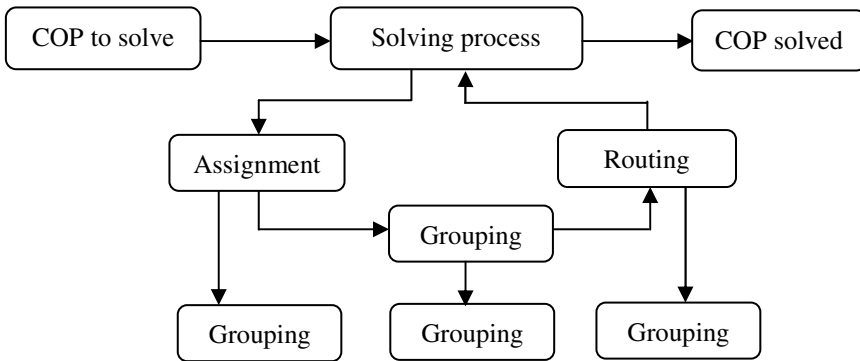 COP to solve
Solving process
COP solved
Assignment
Routing
Grouping
Grouping
Grouping
Grouping